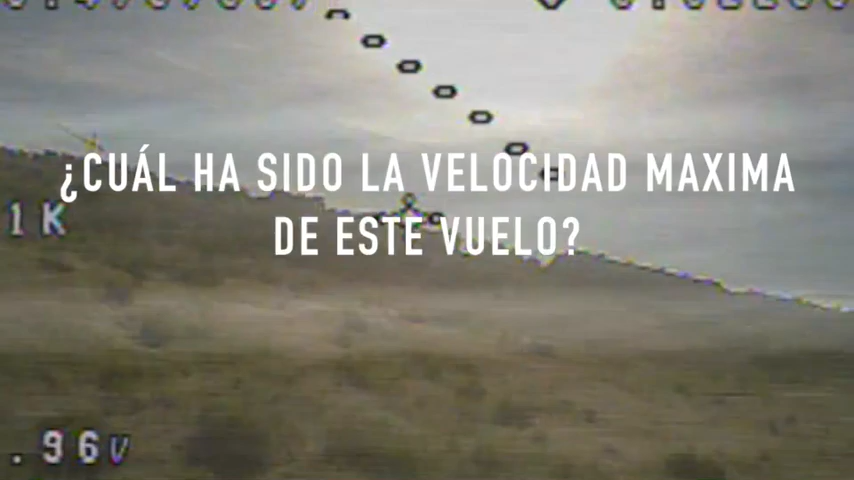 ¿CUÁL HA SIDO LA VELOCIDAD MAXIMA
1K
DE ESTE VUELO?
.96V